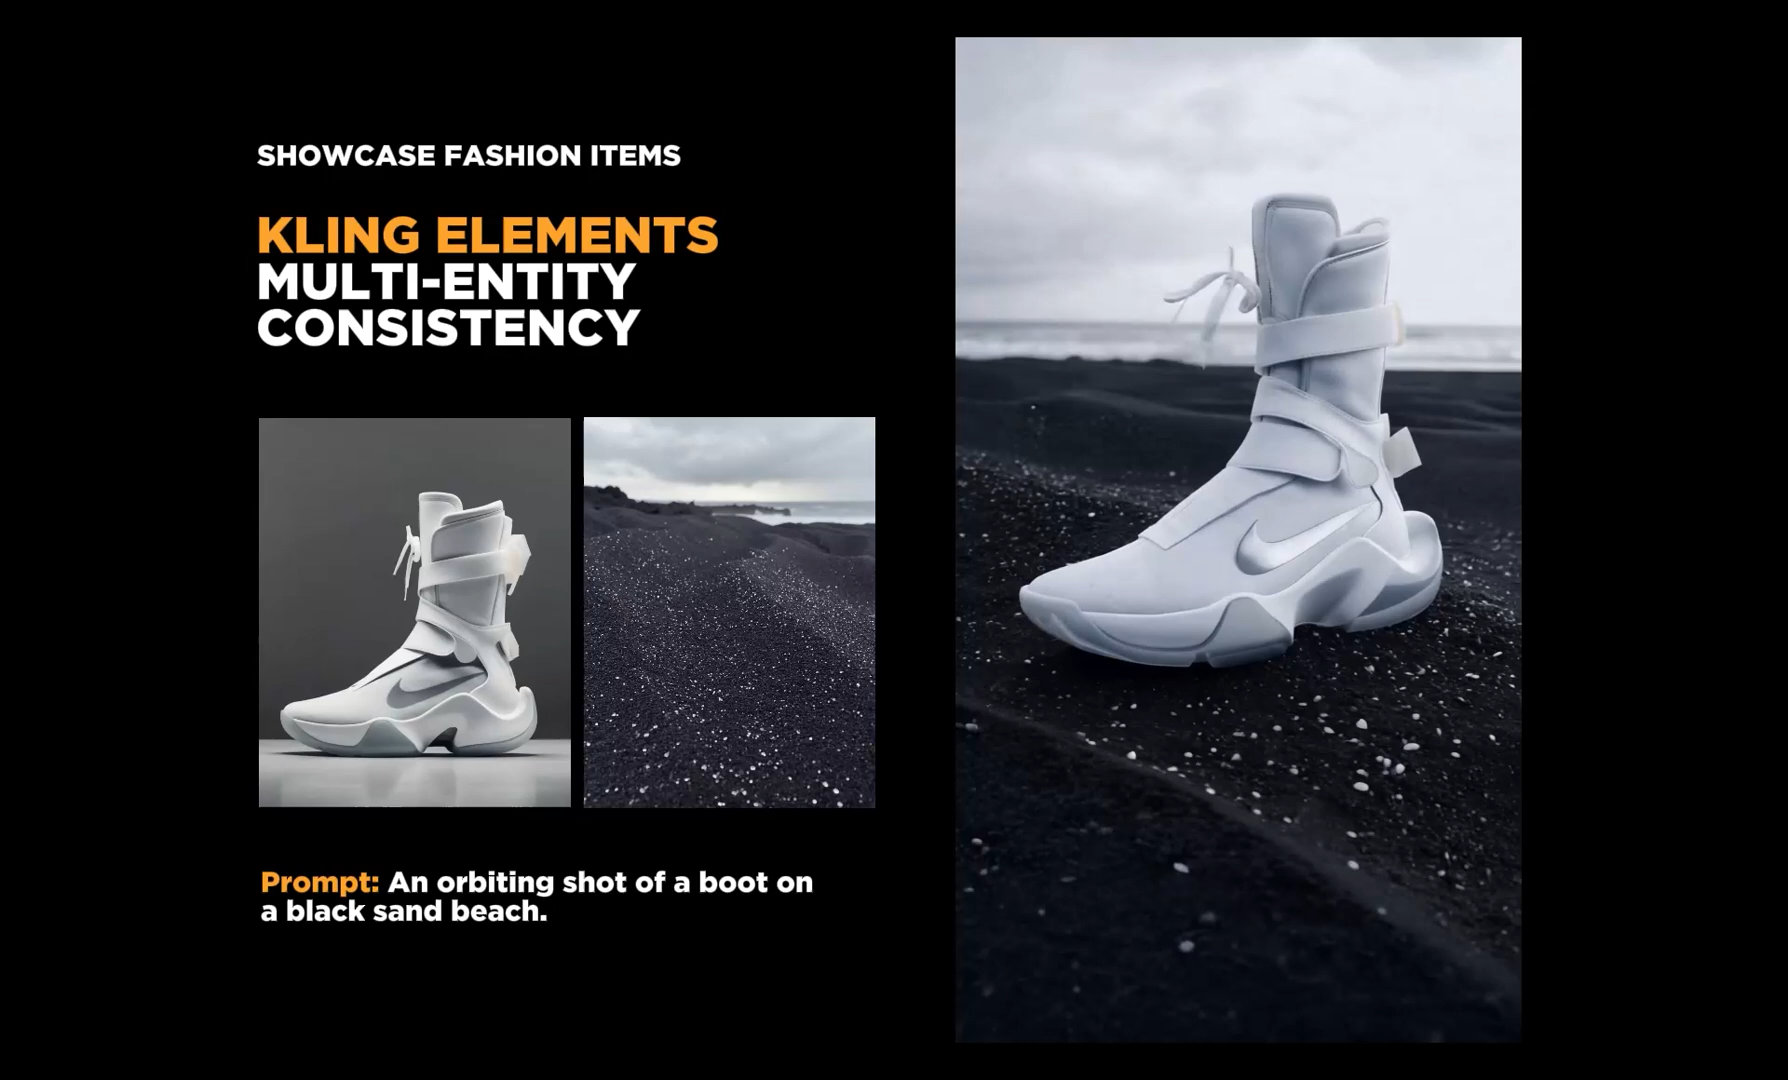 SHOWCASE FASHION ITEMS
KLING ELEMENTS
MULTI-ENTITY
CONSISTENCY
Prompt: An orbiting shot of a boot on
a black sand beach.